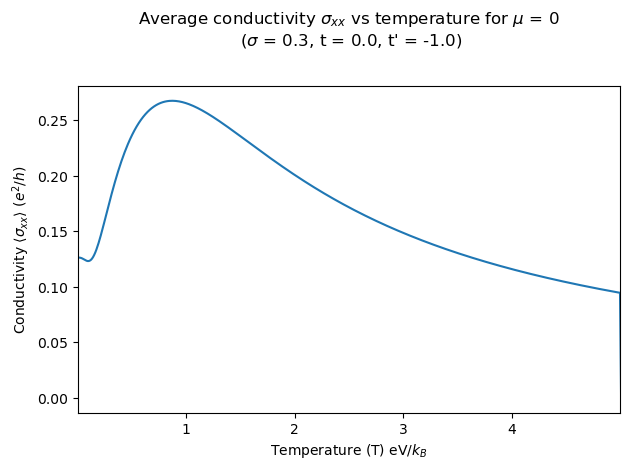 Average conductivity σxx vs temperature for μ = 0
(σ = 0.3, t = 0.0, t' = -1.0)
Conductivity ⟨σxx⟩ (e²/h)
0.25
0.20
0.15
0.10
0.05
0.00
1 2 3 4
Temperature (T) eV/kB